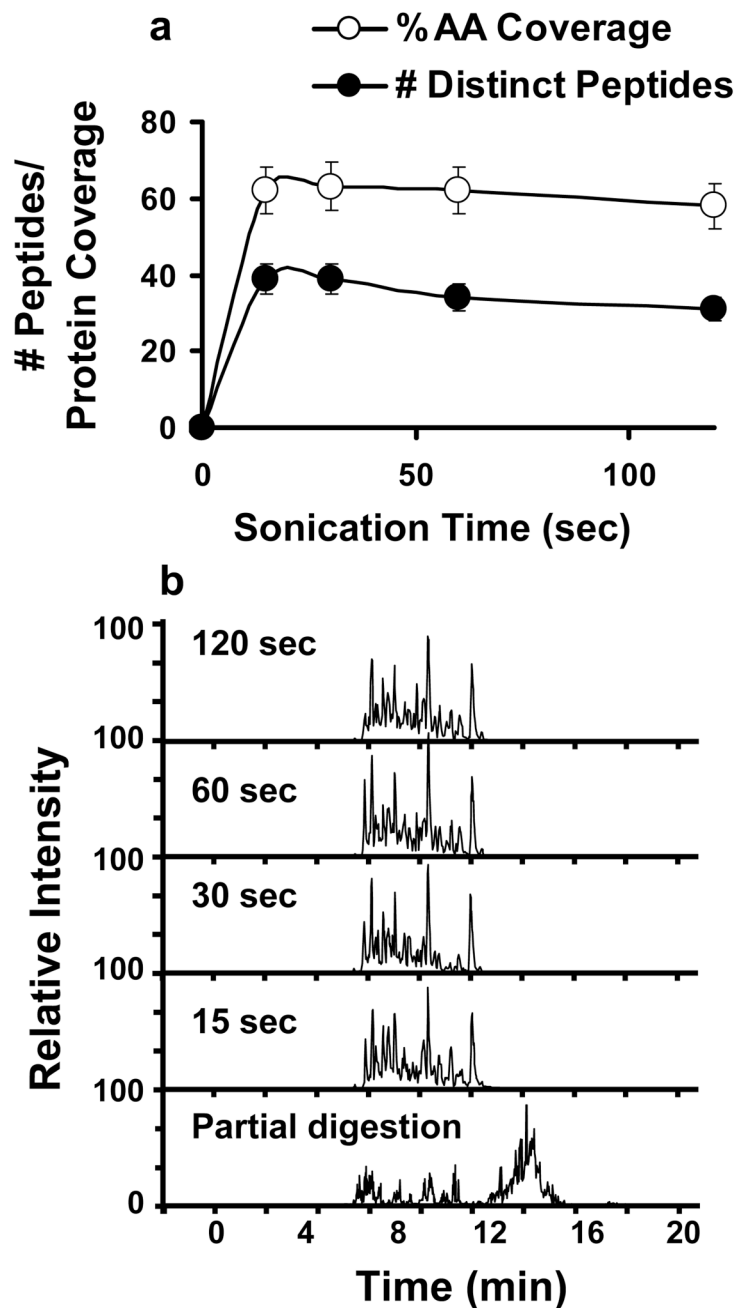 a
% AA Coverage
# Distinct Peptides
# Peptides/
Protein Coverage
80
60
40
20
0
0 50 100
Sonication Time (sec)
b
Relative Intensity
100
120 sec
100
60 sec
100
30 sec
100
15 sec
100
Partial digestion
0
0 4 8 12 16 20
Time (min)